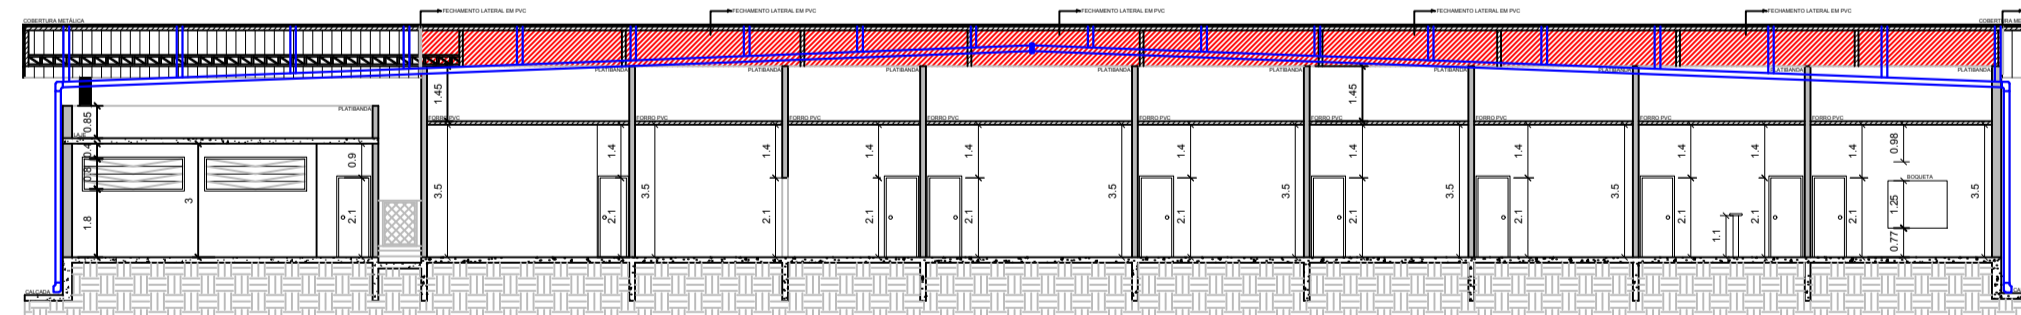 FECHAMENTO LATERAL EM PVC
FECHAMENTO LATERAL EM PVC
FECHAMENTO LATERAL EM PVC
FECHAMENTO LATERAL EM PVC
FECHAMENTO LATERAL EM PVC
COBERTURA METÁLICA
COBERTURA ME
PLATIBANDA
PLATIBANDA
PLATIBANDA
PLATIBANDA
PLATIBANDA
PLATIBANDA
PLATIBANDA
PLATIBANDA
PLATIBANDA
1.45
1.45
PLATIBANDA
0.85
FORRO PVC
FORRO PVC
FORRO PVC
FORRO PVC
FORRO PVC
FORRO PVC
FORRO PVC
FORRO PVC
FORRO PVC
LAJE
0.4
0.8
0.9
1.4
1.4
1.4
1.4
1.4
1.4
1.4
1.4
1.4
1.4
0.98
BOQUETA
3
3.5
3.5
3.5
3.5
3.5
3.5
3.5
1.8
2.1
2.1
2.1
2.1
2.1
2.1
2.1
2.1
2.1
2.1
2.1
1.1
1.25
0.77
CALÇADA